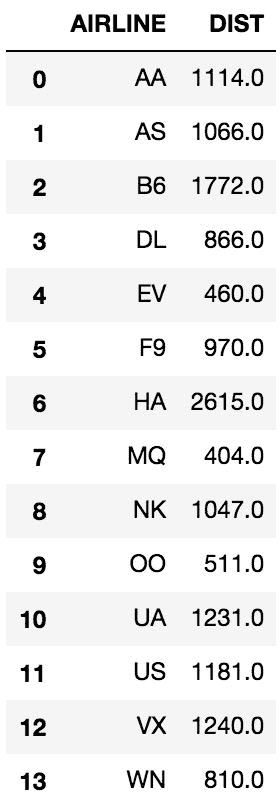 AIRLINE DIST
0 AA 1114.0
1 AS 1066.0
2 B6 1772.0
3 DL 866.0
4 EV 460.0
5 F9 970.0
6 HA 2615.0
7 MQ 404.0
8 NK 1047.0
9 OO 511.0
10 UA 1231.0
11 US 1181.0
12 VX 1240.0
13 WN 810.0